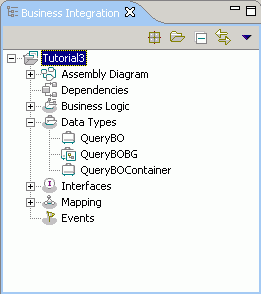 Business Integration
Tutorial3
Assembly Diagram
Dependencies
Business Logic
Data Types
QueryBO
QueryBOBG
QueryBOContainer
Interfaces
Mapping
Events